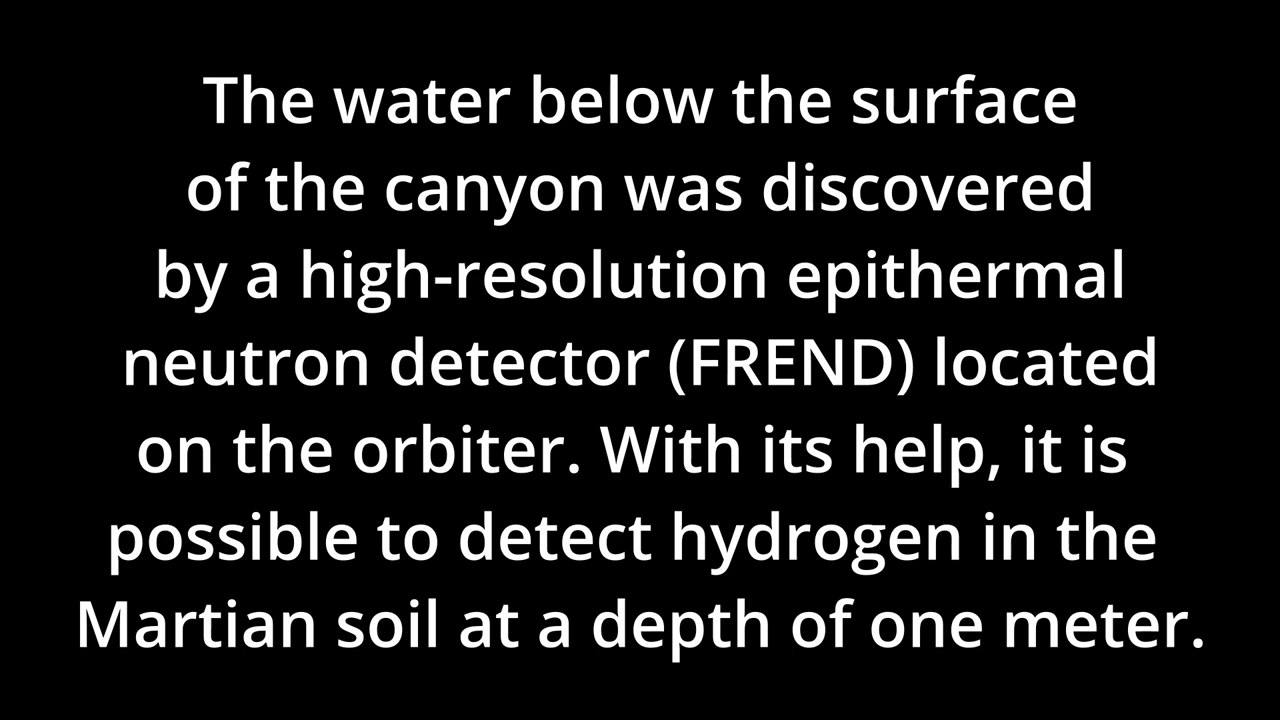 The water below the surface
of the canyon was discovered
by a high-resolution epithermal
neutron detector (FREND) located
on the orbiter. With its help, it is
possible to detect hydrogen in the
Martian soil at a depth of one meter.